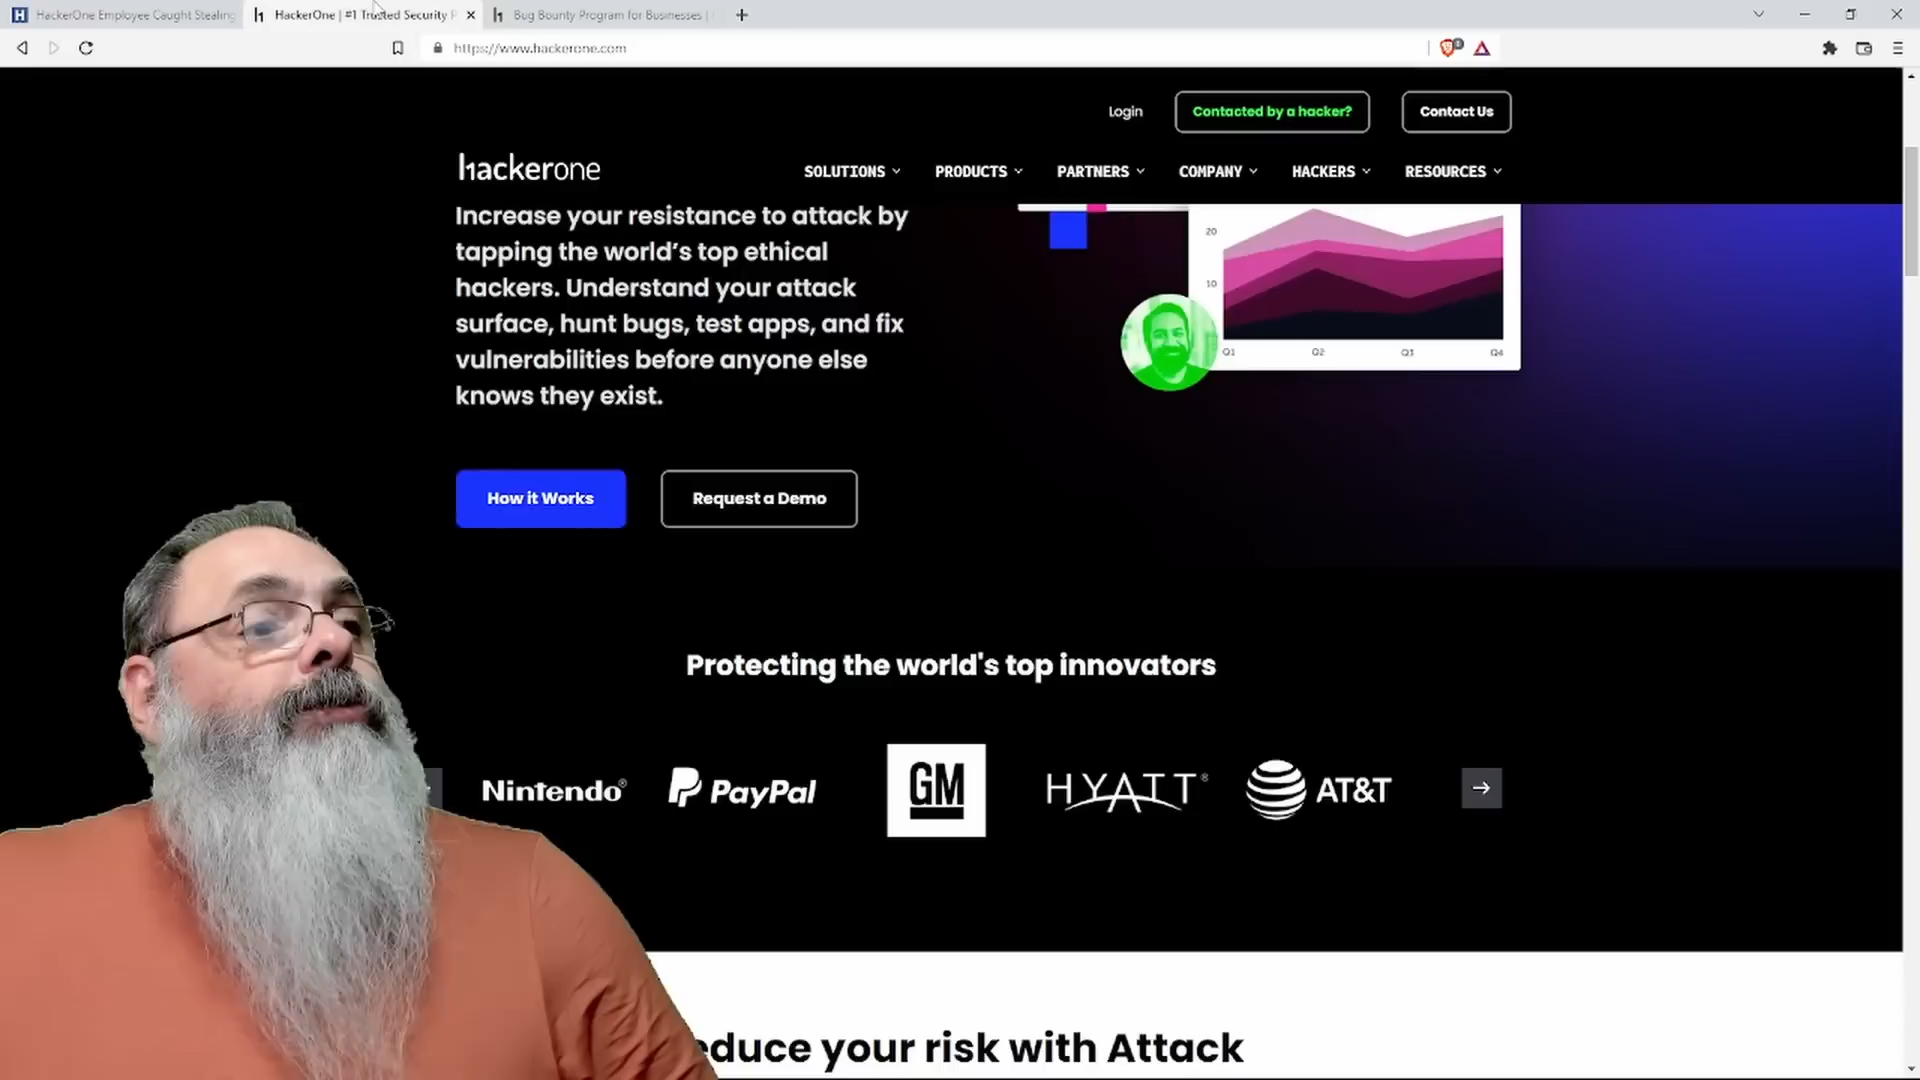 HackerOne Employee Caught Stealing
HackerOne | #1 Trusted Security P
Bug Bounty Program for Businesses |
https://www.hackerone.com
Login
Contacted by a hacker?
Contact Us
hackerone
SOLUTIONS
PRODUCTS
PARTNERS
COMPANY
HACKERS
RESOURCES
Increase your resistance to attack by
tapping the world's top ethical
hackers. Understand your attack
surface, hunt bugs, test apps, and fix
vulnerabilities before anyone else
knows they exist.
20
10
Q1
Q2
Q3
Q4
How it Works
Request a Demo
Protecting the world's top innovators
Nintendo®
PayPal
GM
HYATT®
AT&T
educe your risk with Attack